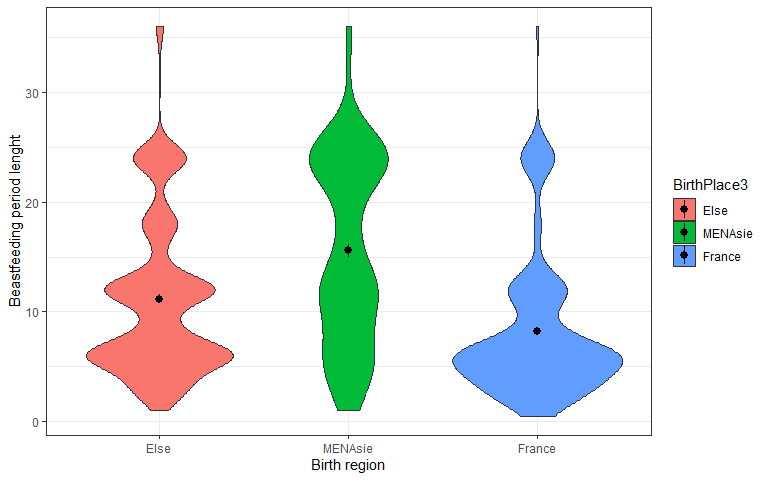 Beastfeeding period lenght
30
20
10
0
Else
MENAsie
France
Birth region
BirthPlace3
Else
MENAsie
France